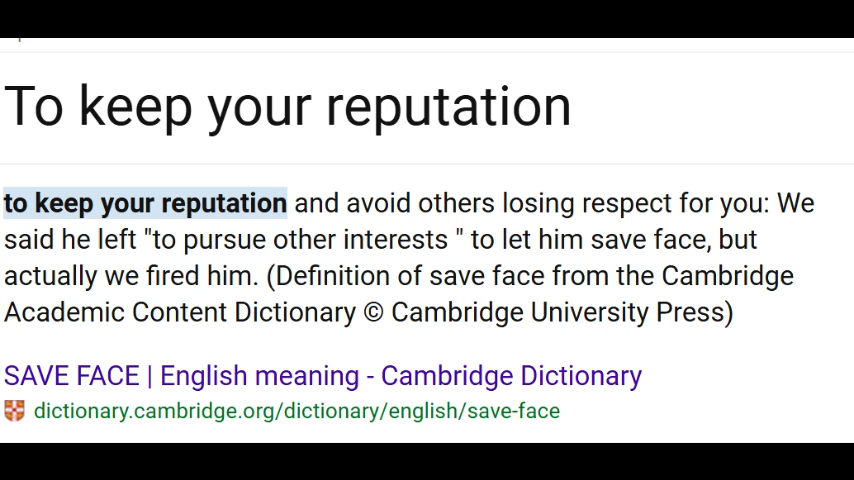 To keep your reputation
to keep your reputation and avoid others losing respect for you: We
said he left "to pursue other interests " to let him save face, but
actually we fired him. (Definition of save face from the Cambridge
Academic Content Dictionary © Cambridge University Press)
SAVE FACE | English meaning - Cambridge Dictionary
dictionary.cambridge.org/dictionary/english/save-face